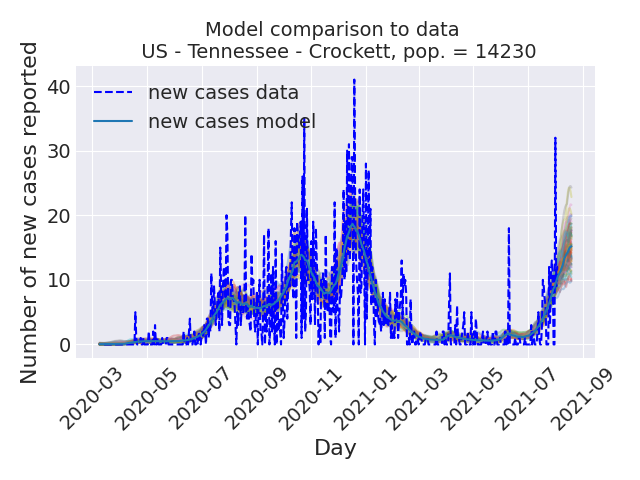 Model comparison to data
US - Tennessee - Crockett, pop. = 14230
Number of new cases reported
40
30
20
10
0
new cases data
new cases model
2020-03
2020-05
2020-07
2020-09
2020-11
2021-01
2021-03
2021-05
2021-07
2021-09
Day